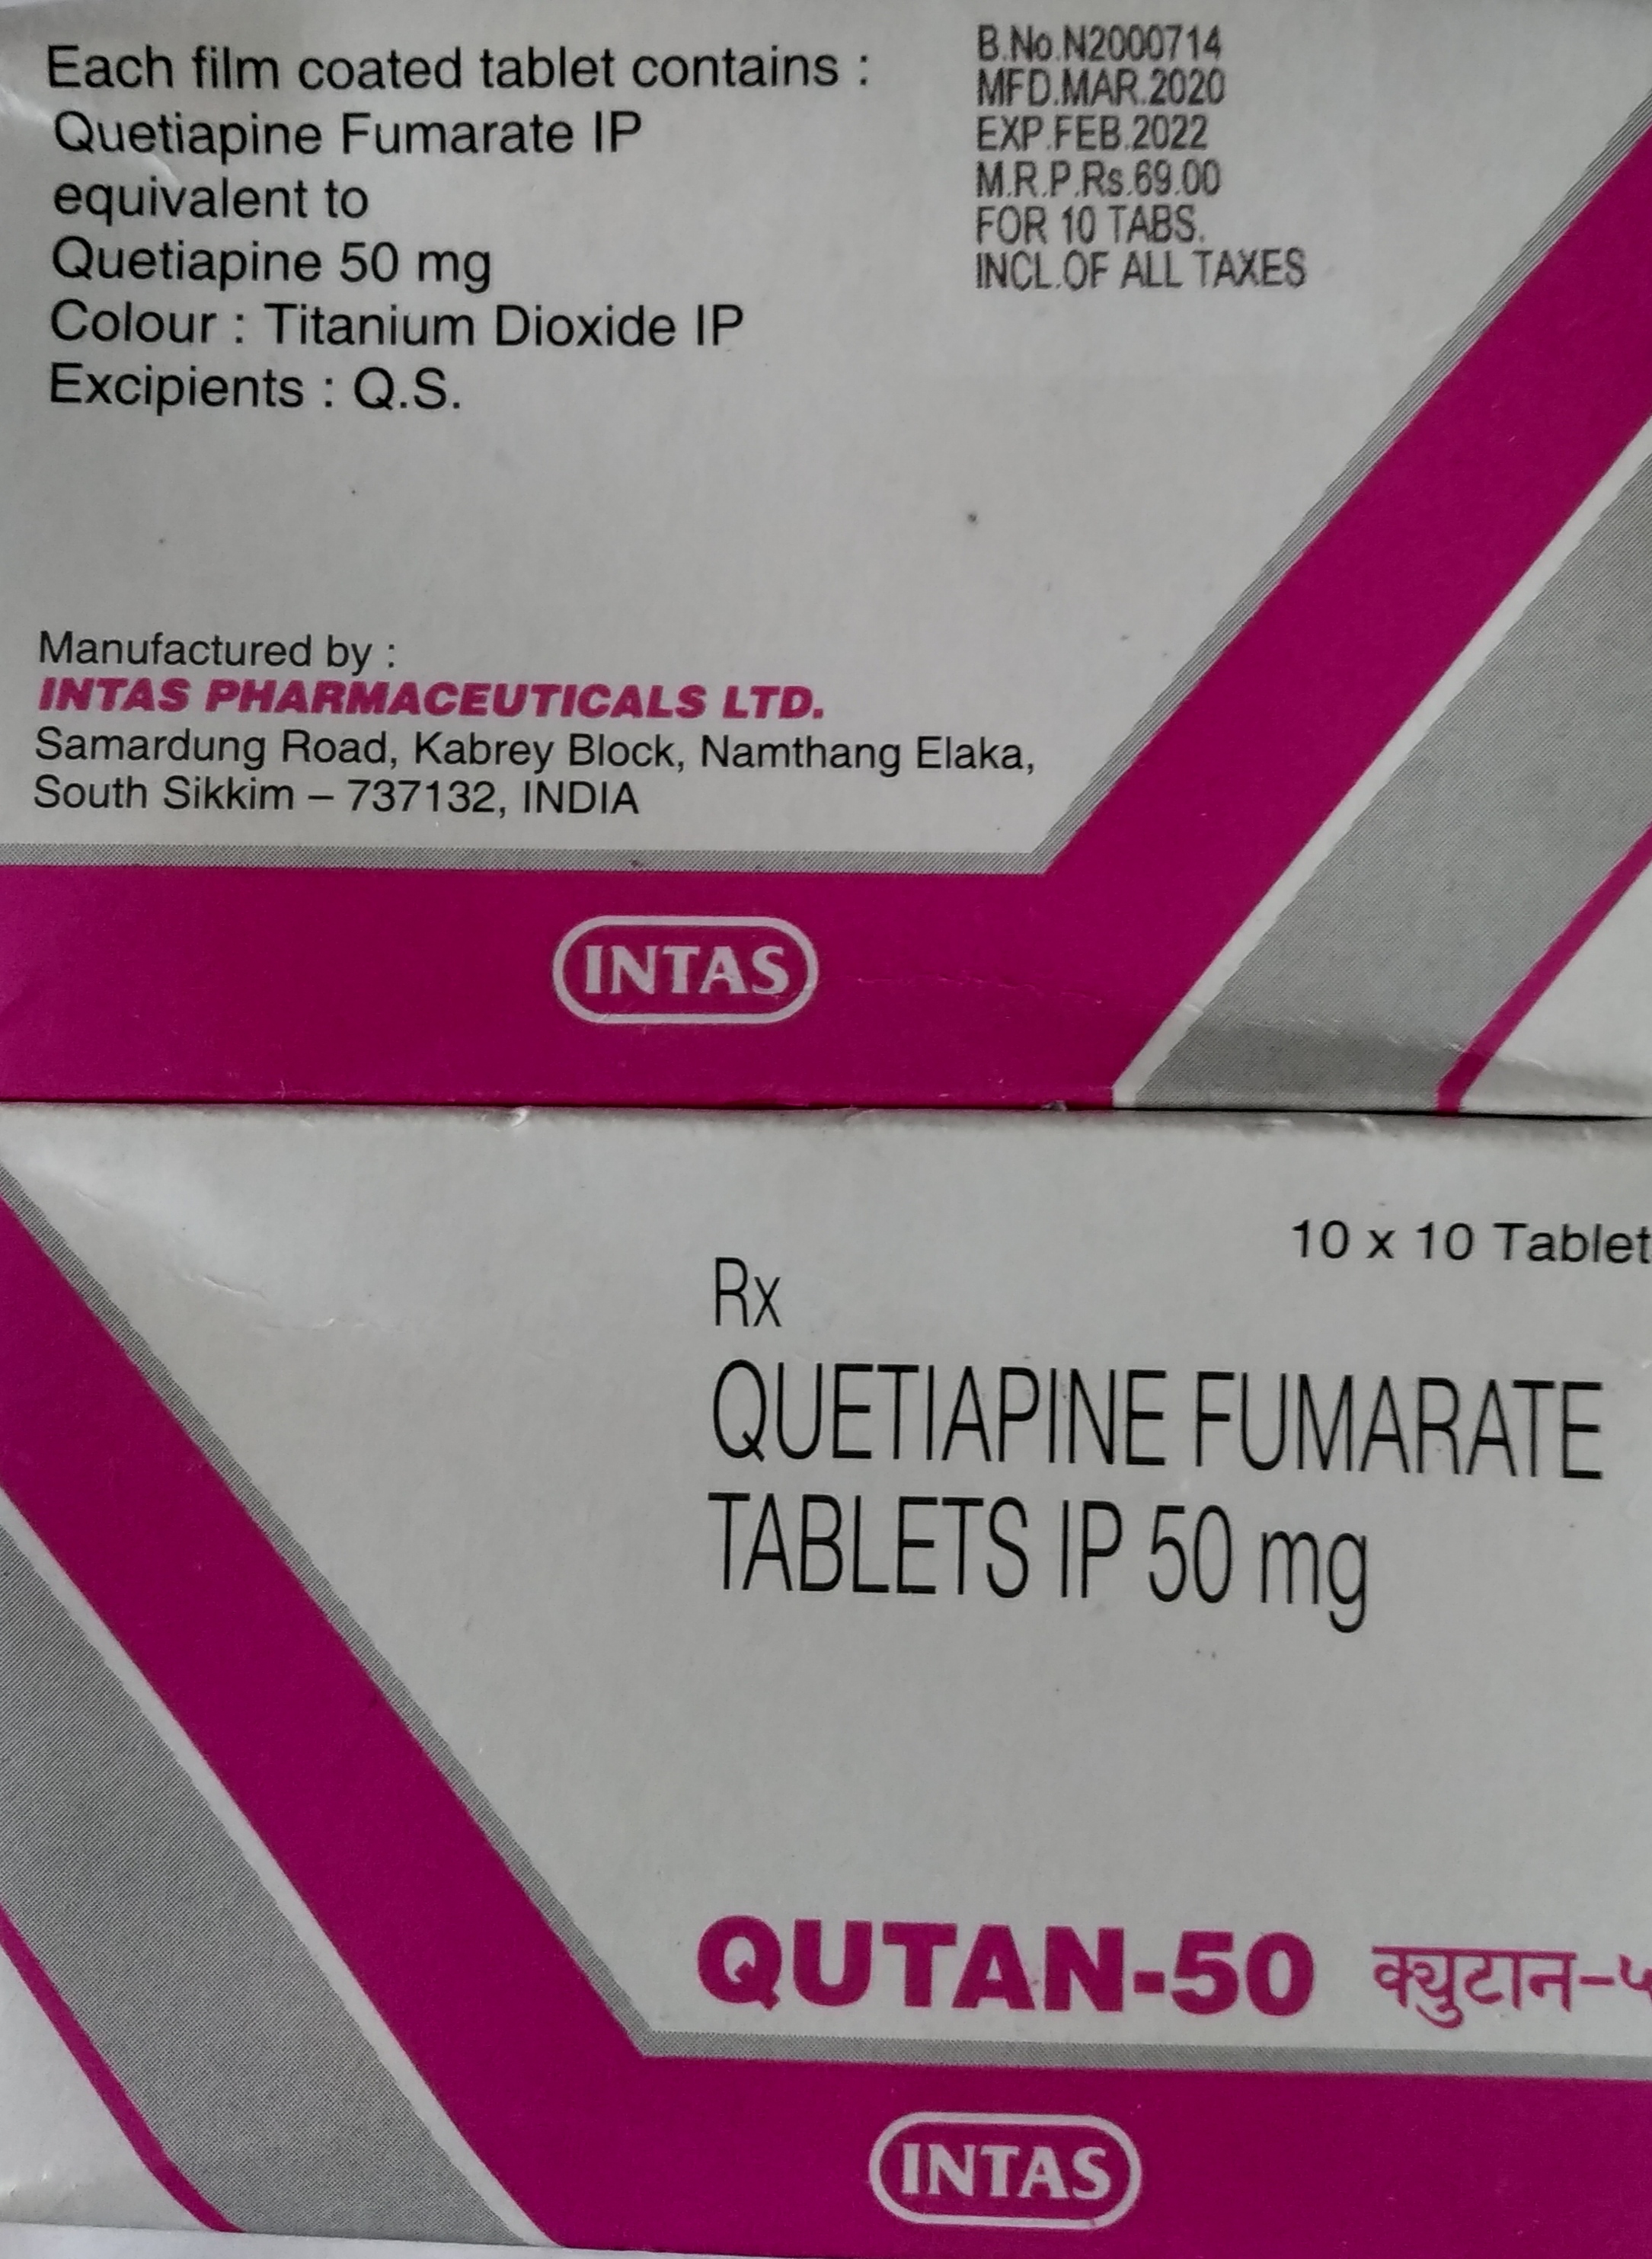 Each film coated tablet contains :
Quetiapine Fumarate IP
equivalent to
Quetiapine 50 mg
Colour : Titanium Dioxide IP
Excipients : Q.S.
B.No.N2000714
MFD.MAR.2020
EXP.FEB.2022
M.R.P.Rs.69.00
FOR 10 TABS.
INCL.OF ALL TAXES
Manufactured by :
INTAS PHARMACEUTICALS LTD.
Samardung Road, Kabrey Block, Namthang Elaka,
South Sikkim – 737132, INDIA
INTAS
10 x 10 Tablet
Rx
QUETIAPINE FUMARATE
TABLETS IP 50 mg
QUTAN-50 क्युटान-५
INTAS